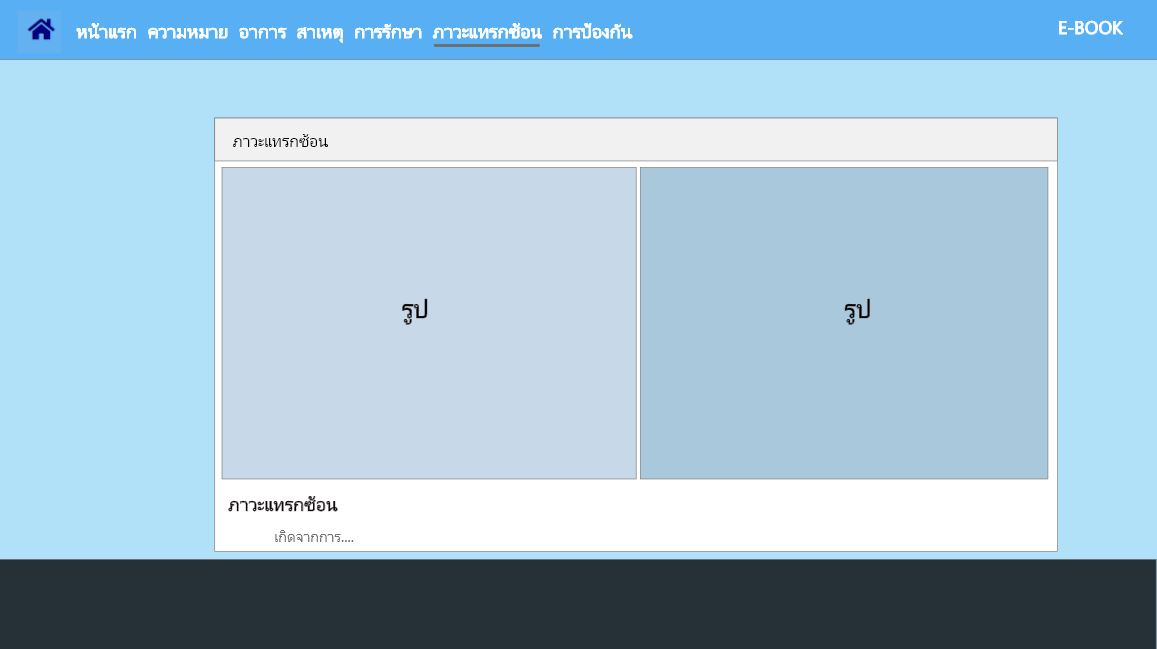 หน้าแรก ความหมาย อาการ สาเหตุ การรักษา ภาวะแทรกซ้อน การป้องกัน E-BOOK
ภาวะแทรกซ้อน
รูป รูป
ภาวะแทรกซ้อน
เกิดจากการ....